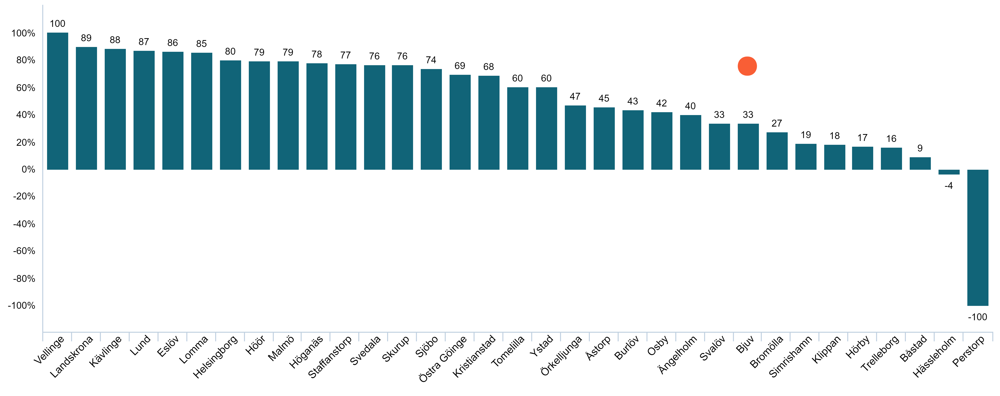 100%
80%
60%
40%
20%
0%
-20%
-40%
-60%
-80%
-100%
100
89
88
87
86
85
80
79
79
78
77
76
76
74
69
68
60
60
47
45
43
42
40
33
33
27
19
18
17
16
9
-4
-100
Vellinge
Landskrona
Kävlinge
Lund
Eslöv
Lomma
Helsingborg
Höör
Malmö
Höganäs
Staffanstorp
Svedala
Skurup
Sjöbo
Östra Göinge
Kristianstad
Tomelilla
Ystad
Örkelljunga
Åstorp
Burlöv
Osby
Ängelholm
Svalöv
Bjuv
Bromölla
Simrishamn
Klippan
Hörby
Trelleborg
Båstad
Hässleholm
Perstorp